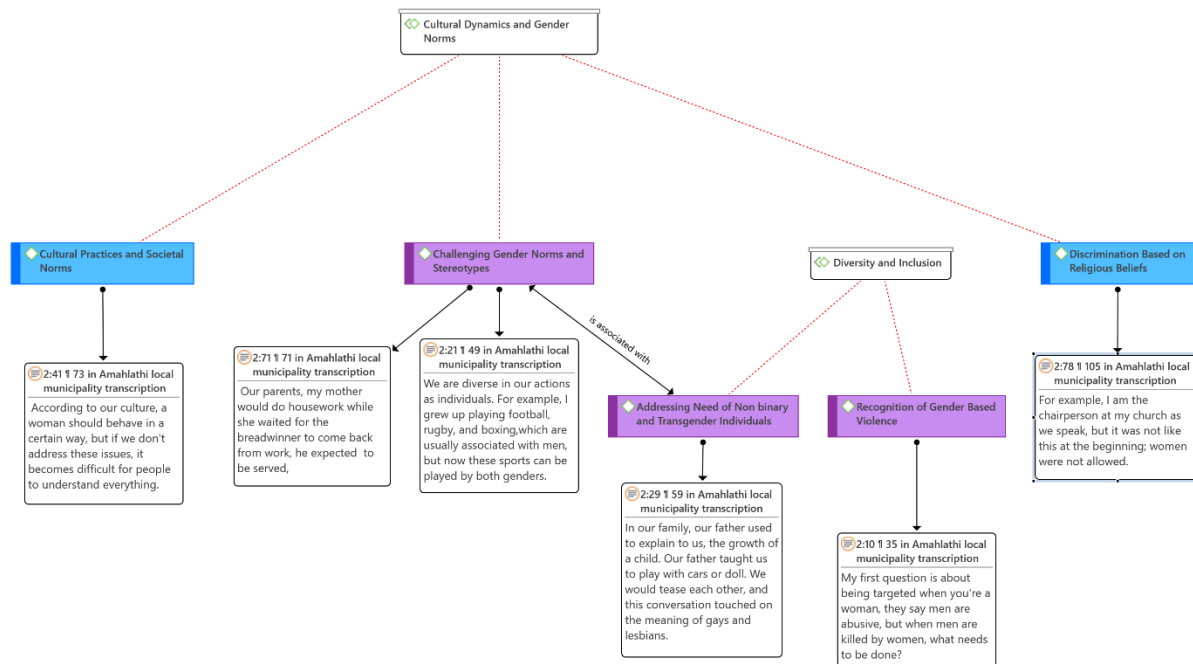 Cultural Dynamics and Gender
Norms
Cultural Practices and Societal
Norms
Challenging Gender Norms and
Stereotypes
Diversity and Inclusion
Discrimination Based on
Religious Beliefs
is associated with
2:41 ¶ 73 in Amahlathi local
municipality transcription
According to our culture, a
woman should behave in a
certain way, but if we don't
address these issues, it
becomes difficult for people
to understand everything.
2:71 ¶ 71 in Amahlathi local
municipality transcription
Our parents, my mother
would do housework while
she waited for the
breadwinner to come back
from work, he expected to
be served,
2:21 ¶ 49 in Amahlathi local
municipality transcription
We are diverse in our actions
as individuals. For example, I
grew up playing football,
rugby, and boxing,which are
usually associated with men,
but now these sports can be
played by both genders.
2:78 ¶ 105 in Amahlathi local
municipality transcription
For example, I am the
chairperson at my church as
we speak, but it was not like
this at the beginning; women
were not allowed.
Addressing Need of Non binary
and Transgender Individuals
Recognition of Gender Based
Violence
2:29 ¶ 59 in Amahlathi local
municipality transcription
In our family, our father used
to explain to us, the growth of
a child. Our father taught us
to play with cars or doll. We
would tease each other, and
this conversation touched on
the meaning of gays and
lesbians.
2:10 ¶ 35 in Amahlathi local
municipality transcription
My first question is about
being targeted when you're a
woman, they say men are
abusive, but when men are
killed by women, what needs
to be done?